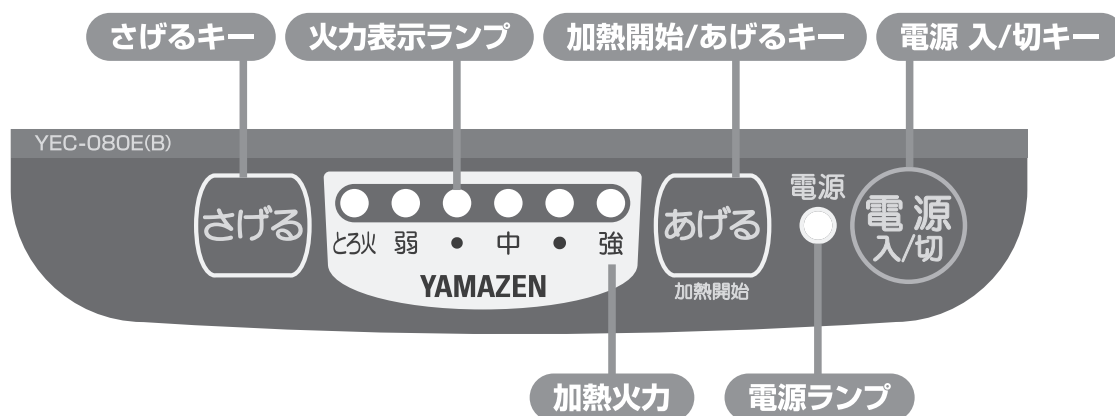 さげるキー
火力表示ランプ
加熱開始/あげるキー
電源 入/切キー
YEC-080E(B)
さげる
とろ火 弱 • 中 • 強
YAMAZEN
あげる
加熱開始
電源
電源
入/切
加熱火力
電源ランプ